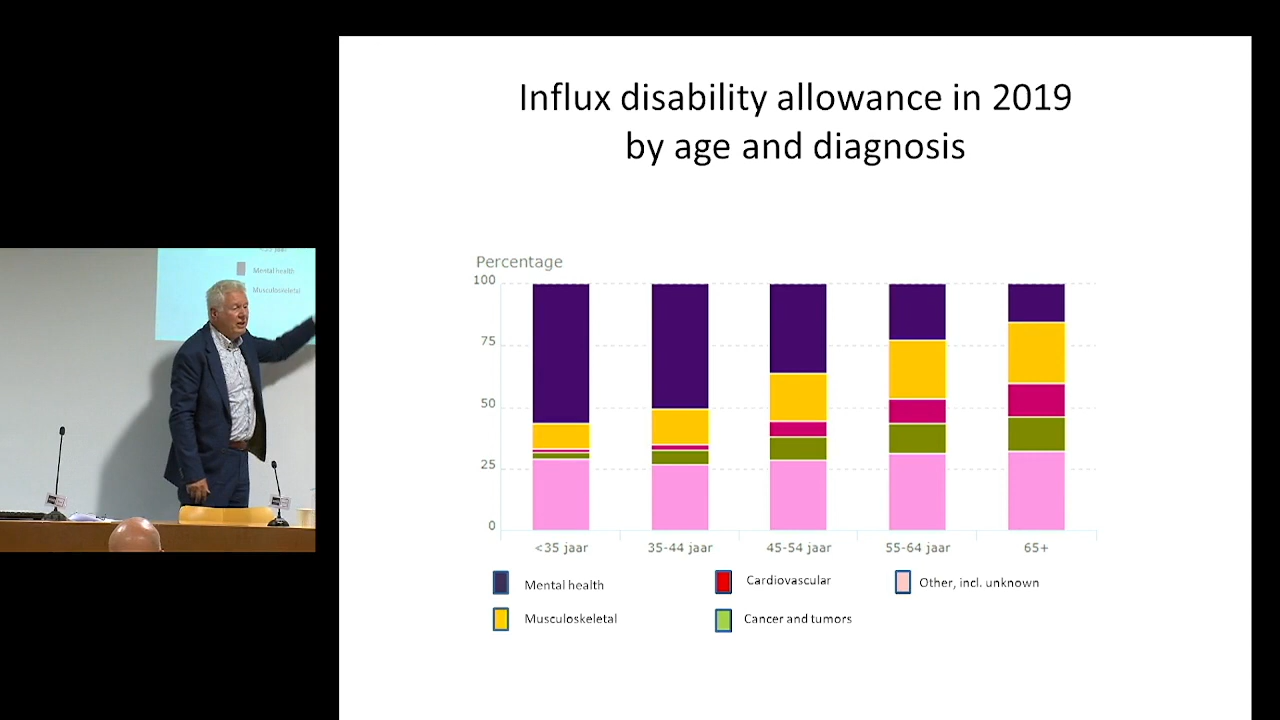 Influx disability allowance in 2019
by age and diagnosis
Percentage
100
75
50
25
0
<35 jaar
35-44 jaar
45-54 jaar
55-64 jaar
65+
Mental health
Cardiovascular
Other, incl. unknown
Musculoskeletal
Cancer and tumors
Mental health
Musculoskeletal